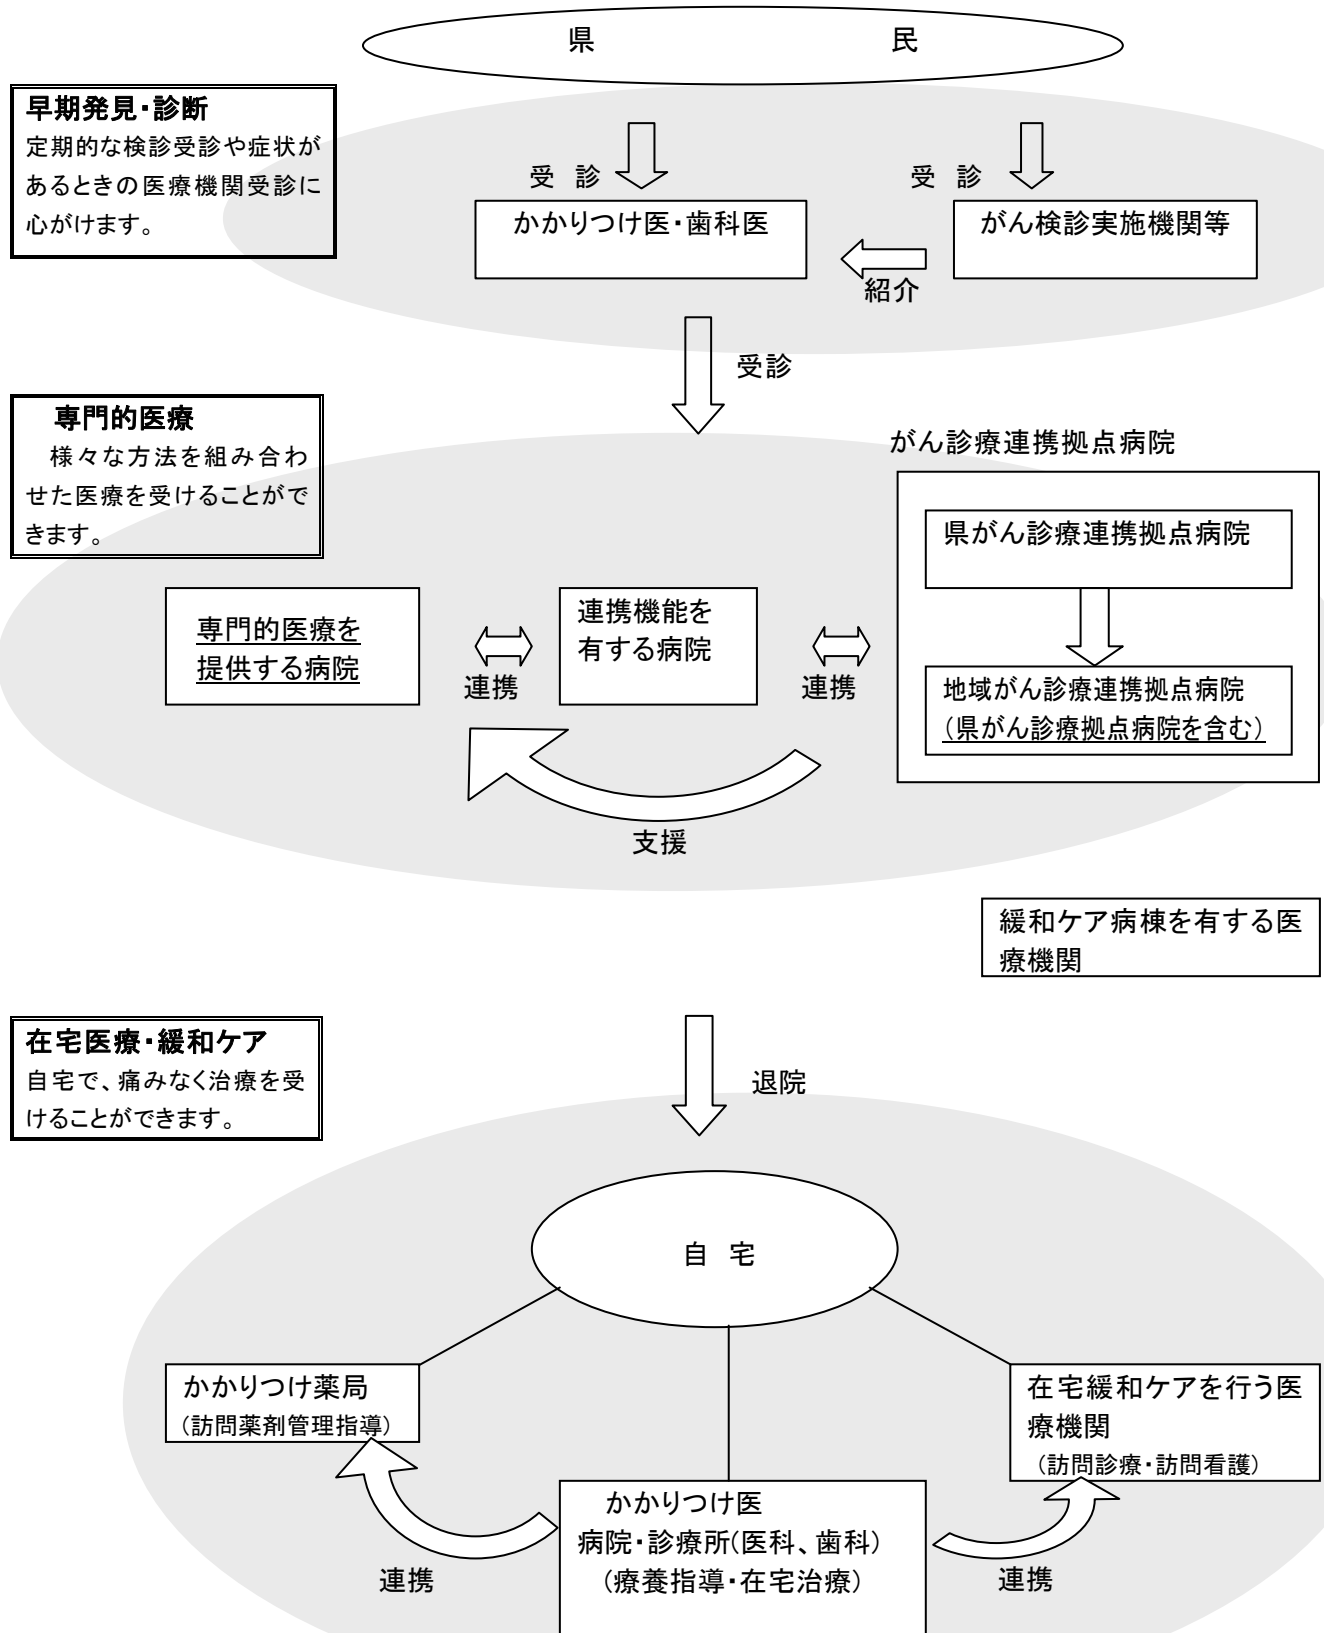 県 民
早期発見・診断
定期的な検診受診や症状が
あるときの医療機関受診に
心がけます。
受 診
受 診
かかりつけ医・歯科医
がん検診実施機関等
紹介
受診
専門的医療
様々な方法を組み合わ
せた医療を受けることがで
きます。
がん診療連携拠点病院
県がん診療連携拠点病院
専門的医療を
提供する病院
連携機能を
有する病院
連携
連携
地域がん診療連携拠点病院
(県がん診療拠点病院を含む)
支援
緩和ケア病棟を有する医
療機関
在宅医療・緩和ケア
自宅で、痛みなく治療を受
けることができます。
退院
自 宅
かかりつけ薬局
(訪問薬剤管理指導)
在宅緩和ケアを行う医
療機関
(訪問診療・訪問看護)
かかりつけ医
病院・診療所(医科、歯科)
(療養指導・在宅治療)
連携
連携